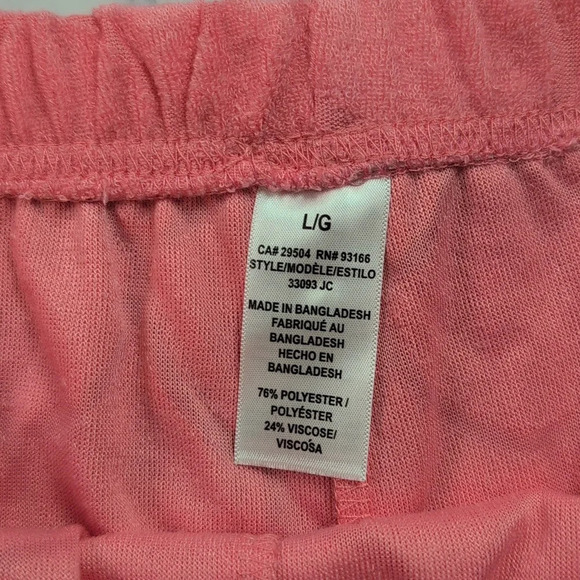 L/G
CA# 29504 RN# 93166
STYLE/MODÈLE/ESTILO
33093 JC
MADE IN BANGLADESH
FABRIQUÉ AU
BANGLADESH
HECHO EN
BANGLADESH
76% POLYESTER /
POLYÉSTER
24% VISCOSE/
VISCOSA